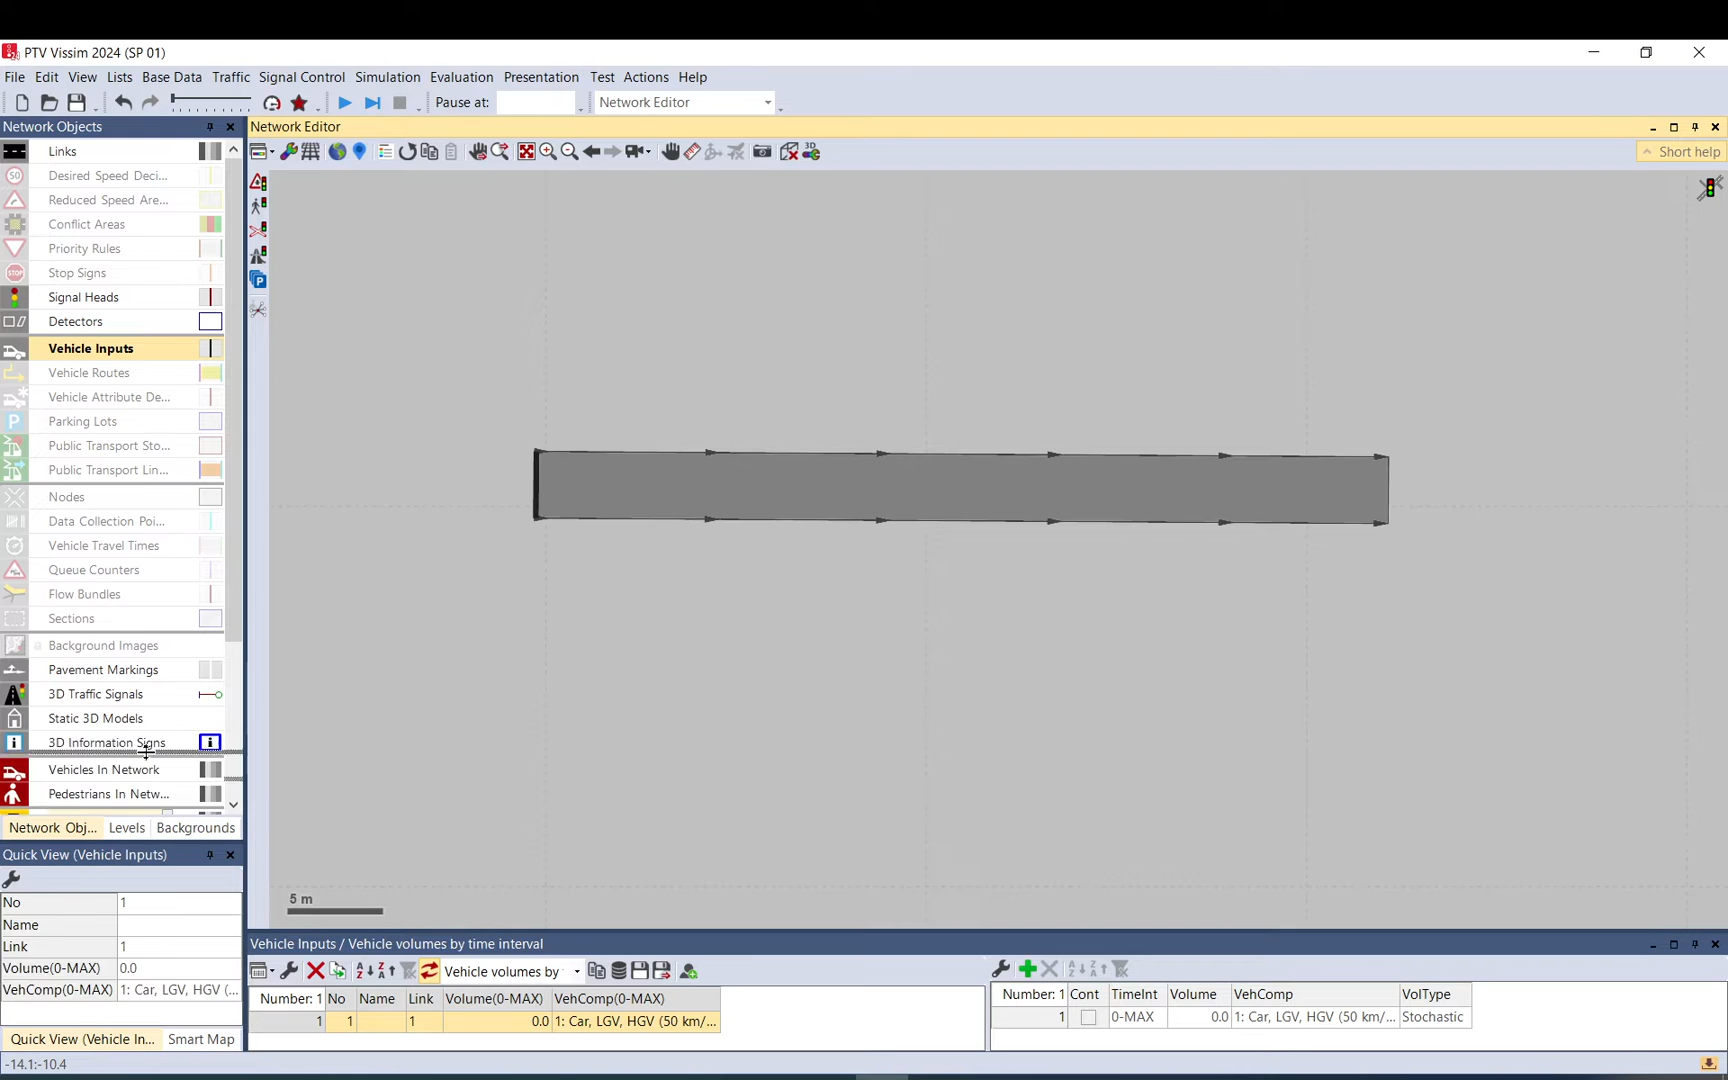 PTV Vissim 2024 (SP 01)
File Edit View Lists Base Data Traffic Signal Control Simulation Evaluation Presentation Test Actions Help
Pause at: Network Editor
Network Objects
Network Editor
Short help
Links
50 Desired Speed Deci...
Reduced Speed Are...
Conflict Areas
Priority Rules
STOP Stop Signs
Signal Heads
Detectors
Vehicle Inputs
Vehicle Routes
Vehicle Attribute De...
P Parking Lots
Public Transport Sto...
Public Transport Lin...
Nodes
Data Collection Poi...
Vehicle Travel Times
Queue Counters
Flow Bundles
Sections
Background Images
Pavement Markings
3D Traffic Signals
Static 3D Models
3D Information Signs
Vehicles In Network
Pedestrians In Netw...
Network Obj... Levels Backgrounds
Quick View (Vehicle Inputs)
No 1
Name
Link 1
Volume(0-MAX) 0.0
VehComp(0-MAX) 1: Car, LGV, HGV (...
Quick View (Vehicle In... Smart Map
-14.1:-10.4
5 m
Vehicle Inputs / Vehicle volumes by time interval
Vehicle volumes by
Number: 1 No Name Link Volume(0-MAX) VehComp(0-MAX)
1 1 1 0.0 1: Car, LGV, HGV (50 km/...
Number: 1 Cont TimeInt Volume VehComp VolType
1 0-MAX 0.0 1: Car, LGV, HGV (50 km/... Stochastic